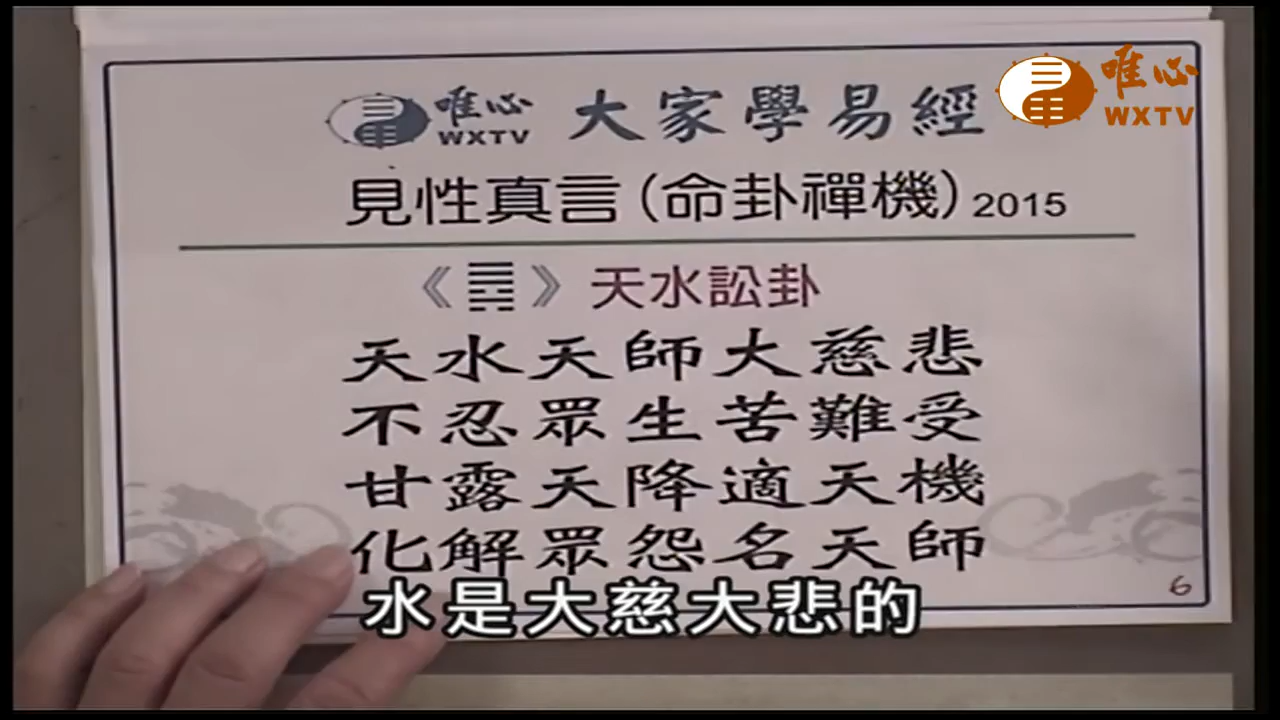 唯心 WXTV 大家學易經
唯心 WXTV
見性真言(命卦禪機)2015
《䷅》天水訟卦
天水天師大慈悲
不忍眾生苦難受
甘露天降適天機
化解眾怨名天師
6
水是大慈大悲的